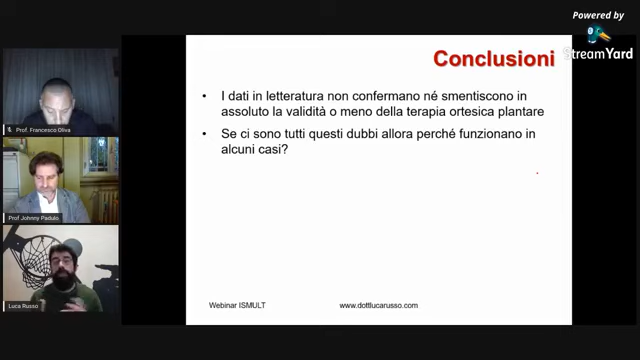 Powered by
StreamYard
Conclusioni
• I dati in letteratura non confermano né smentiscono in
assoluto la validità o meno della terapia ortesica plantare
• Se ci sono tutti questi dubbi allora perché funzionano in
alcuni casi?
Prof. Francesco Oliva
Prof Johnny Padulo
Luca Russo
Webinar ISMULT
www.dottlucarusso.com